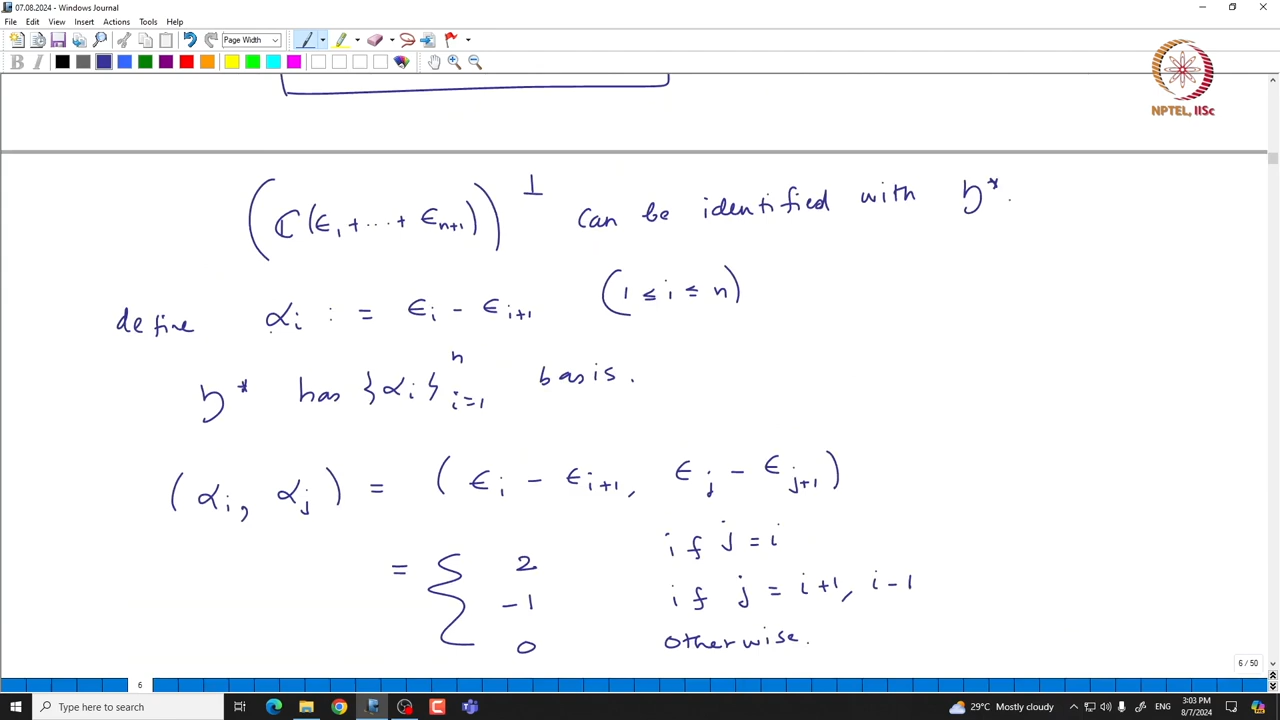 07.08.2024 - Windows Journal
File Edit View Insert Actions Tools Help
Page Width
B I
NPTEL, IISc
(ℂ(ϵ₁ + ··· + ϵₙ₊₁))^⊥ can be identified with 𝔥*.
define αᵢ := ϵᵢ - ϵᵢ₊₁ (1 ≤ i ≤ n)
𝔥* has {αᵢ}ⁿᵢ₌₁ basis.
(αᵢ, αⱼ) = (ϵᵢ - ϵᵢ₊₁, ϵⱼ - ϵⱼ₊₁)
= { 2 if j = i
-1 if j = i+1, i-1
0 otherwise.
6 / 50
6
Type here to search
29°C Mostly cloudy
ENG
3:03 PM
8/7/2024